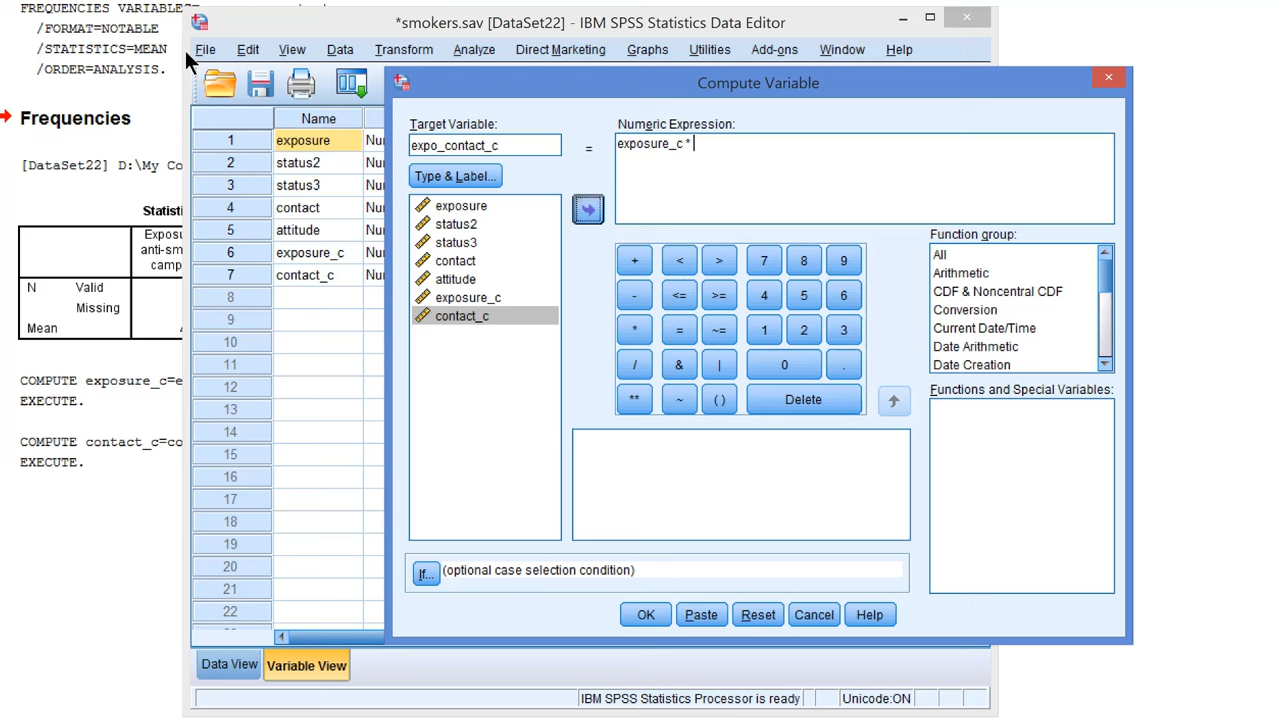 FREQUENCIES VARIABLES=
/FORMAT=NOTABLE
/STATISTICS=MEAN
/ORDER=ANALYSIS.
Frequencies
[DataSet22] D:\My Co
Statisti
Exposu
anti-sm
camp
N Valid
Missing
Mean
COMPUTE exposure_c=e
EXECUTE.
COMPUTE contact_c=co
EXECUTE.
*smokers.sav [DataSet22] - IBM SPSS Statistics Data Editor
File Edit View Data Transform Analyze Direct Marketing Graphs Utilities Add-ons Window Help
Name
1 exposure Nu
2 status2 Nu
3 status3 Nu
4 contact Nu
5 attitude Nu
6 exposure_c Nu
7 contact_c Nu
8
9
10
11
12
13
14
15
16
17
18
19
20
21
22
Data View Variable View
IBM SPSS Statistics Processor is ready Unicode:ON
Compute Variable
Target Variable:
expo_contact_c
=
Type & Label...
exposure
status2
status3
contact
attitude
exposure_c
contact_c
Numeric Expression:
exposure_c *
+ < > 7 8 9
- <= >= 4 5 6
* = ~= 1 2 3
/ & | 0 .
** ~ ( ) Delete
Function group:
All
Arithmetic
CDF & Noncentral CDF
Conversion
Current Date/Time
Date Arithmetic
Date Creation
Functions and Special Variables:
If... (optional case selection condition)
OK Paste Reset Cancel Help